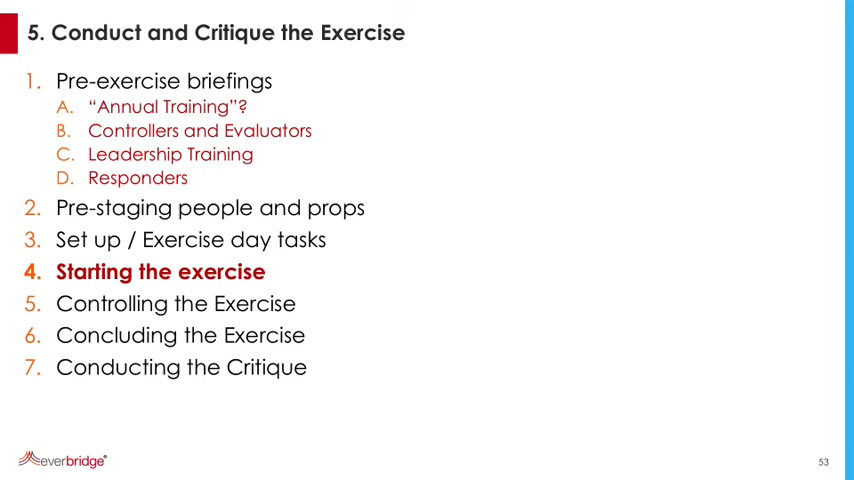 5. Conduct and Critique the Exercise
1. Pre-exercise briefings
A. “Annual Training”?
B. Controllers and Evaluators
C. Leadership Training
D. Responders
2. Pre-staging people and props
3. Set up / Exercise day tasks
4. Starting the exercise
5. Controlling the Exercise
6. Concluding the Exercise
7. Conducting the Critique
everbridge®
53